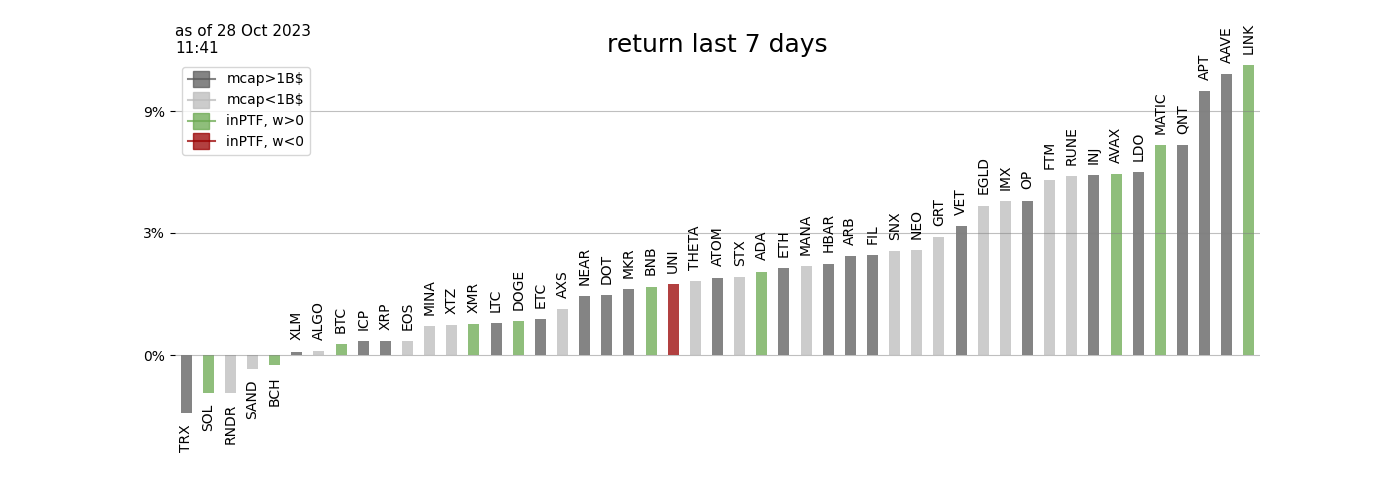 as of 28 Oct 2023
11:41
return last 7 days
mcap>1B$
mcap<1B$
inPTF, w>0
inPTF, w<0
9%
3%
0%
TRX
SOL
RNDR
SAND
BCH
XLM
ALGO
BTC
ICP
XRP
EOS
MINA
XTZ
XMR
LTC
DOGE
ETC
AXS
NEAR
DOT
MKR
BNB
UNI
THETA
ATOM
STX
ADA
ETH
MANA
HBAR
ARB
FIL
SNX
NEO
GRT
VET
EGLD
IMX
OP
FTM
RUNE
INJ
AVAX
LDO
MATIC
QNT
APT
AAVE
LINK